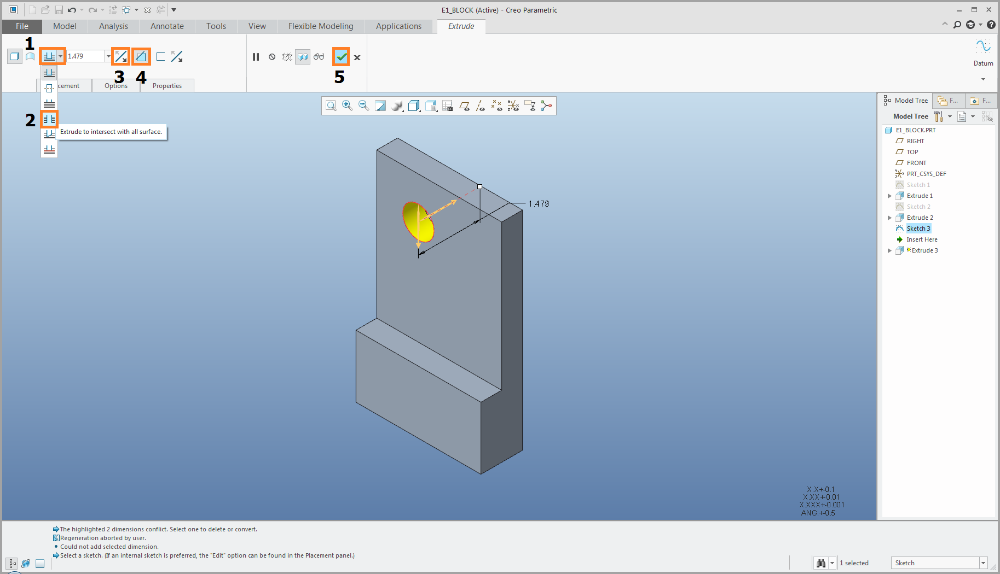 E1_BLOCK (Active) - Creo Parametric
File Model Analysis Annotate Tools View Flexible Modeling Applications Extrude
1
1.479
3 4 5
Datum
cement Options Properties
2
Extrude to intersect with all surface.
Model Tree F... F...
Model Tree
E1_BLOCK.PRT
RIGHT
TOP
FRONT
PRT_CSYS_DEF
Sketch 1
Extrude 1
Sketch 2
Extrude 2
Sketch 3
Insert Here
Extrude 3
1.479
X.X+-0.1
X.XX+-0.01
X.XXX+-0.001
ANG.+-0.5
The highlighted 2 dimensions conflict. Select one to delete or convert.
Regeneration aborted by user.
Could not add selected dimension.
Select a sketch. (If an internal sketch is preferred, the "Edit" option can be found in the Placement panel.)
1 selected
Sketch